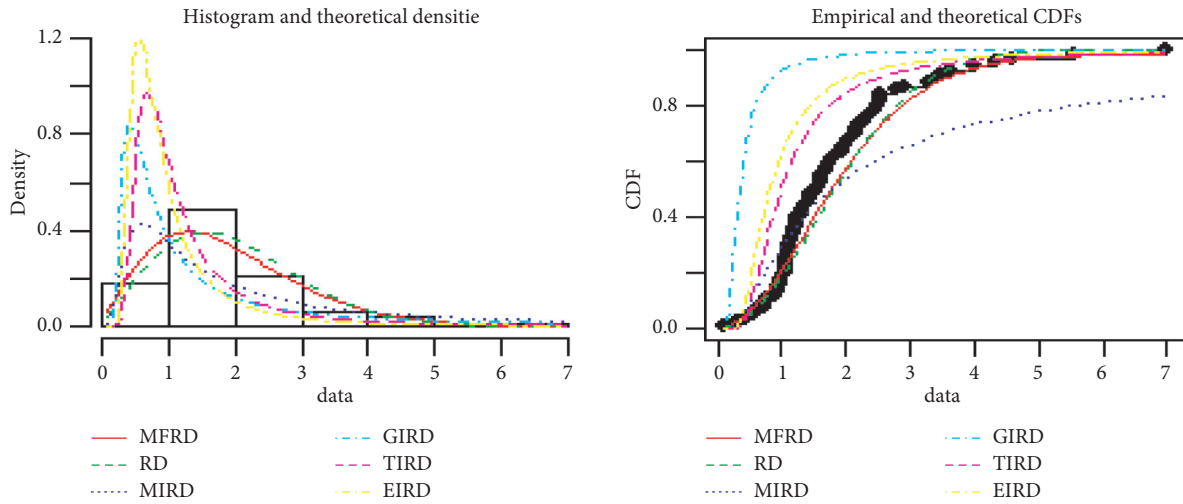 Histogram and theoretical densitie
Density
1.2
0.8
0.4
0.0
0 1 2 3 4 5 6 7
data
MFRD
RD
MIRD
GIRD
TIRD
EIRD
Empirical and theoretical CDFs
CDF
0.8
0.4
0.0
0 1 2 3 4 5 6 7
data
MFRD
RD
MIRD
GIRD
TIRD
EIRD